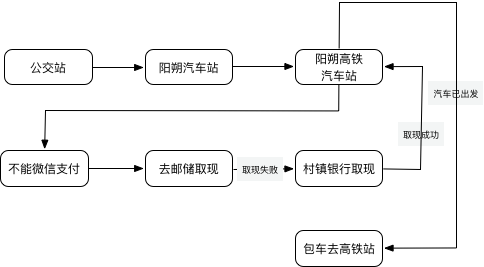 公交站
阳朔汽车站
阳朔高铁
汽车站
汽车已出发
取现成功
不能微信支付
去邮储取现
取现失败
村镇银行取现
包车去高铁站